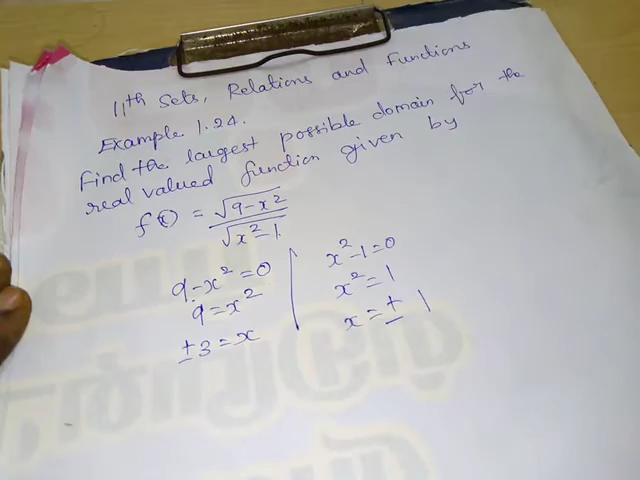 11th Sets, Relations and Functions
Example 1.24.
Find the largest possible domain for the
real valued function given by
f(x) = √(9-x²) / √(x²-1)
9-x² = 0
9 = x²
±3 = x
x²-1 = 0
x² = 1
x = ± 1